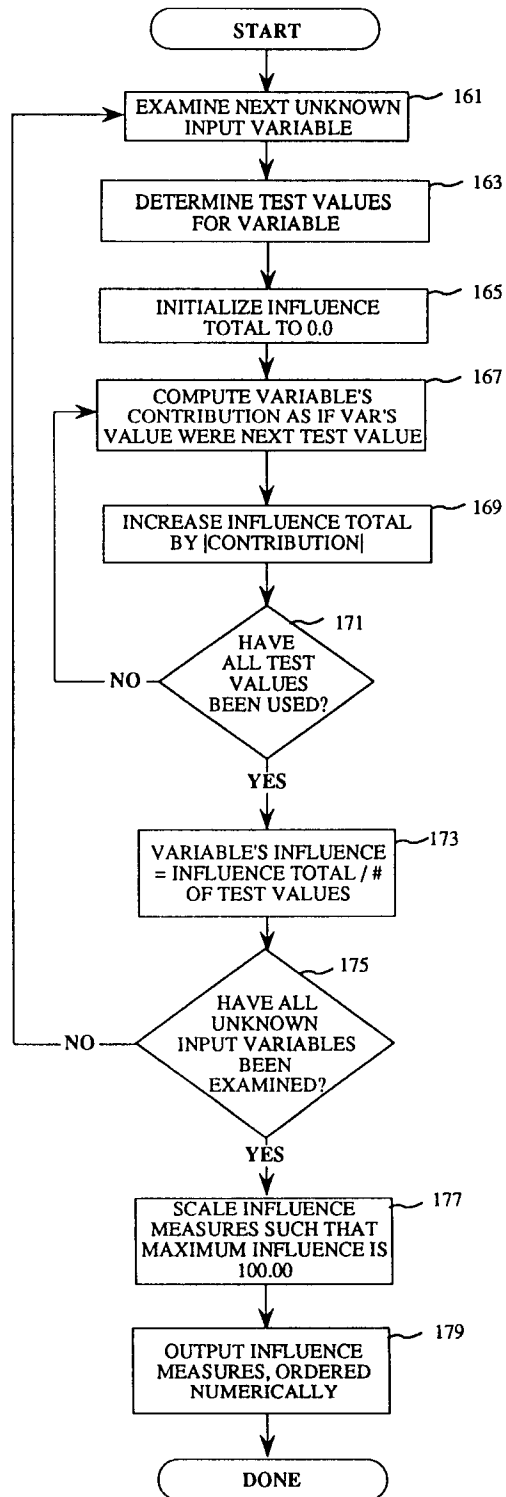 START
EXAMINE NEXT UNKNOWN
INPUT VARIABLE
161
DETERMINE TEST VALUES
FOR VARIABLE
163
INITIALIZE INFLUENCE
TOTAL TO 0.0
165
COMPUTE VARIABLE'S
CONTRIBUTION AS IF VAR'S
VALUE WERE NEXT TEST VALUE
167
INCREASE INFLUENCE TOTAL
BY |CONTRIBUTION|
169
HAVE
ALL TEST
VALUES
BEEN USED?
171
NO
YES
VARIABLE'S INFLUENCE
= INFLUENCE TOTAL / #
OF TEST VALUES
173
HAVE ALL
UNKNOWN
INPUT VARIABLES
BEEN
EXAMINED?
175
NO
YES
SCALE INFLUENCE
MEASURES SUCH THAT
MAXIMUM INFLUENCE IS
100.00
177
OUTPUT INFLUENCE
MEASURES, ORDERED
NUMERICALLY
179
DONE